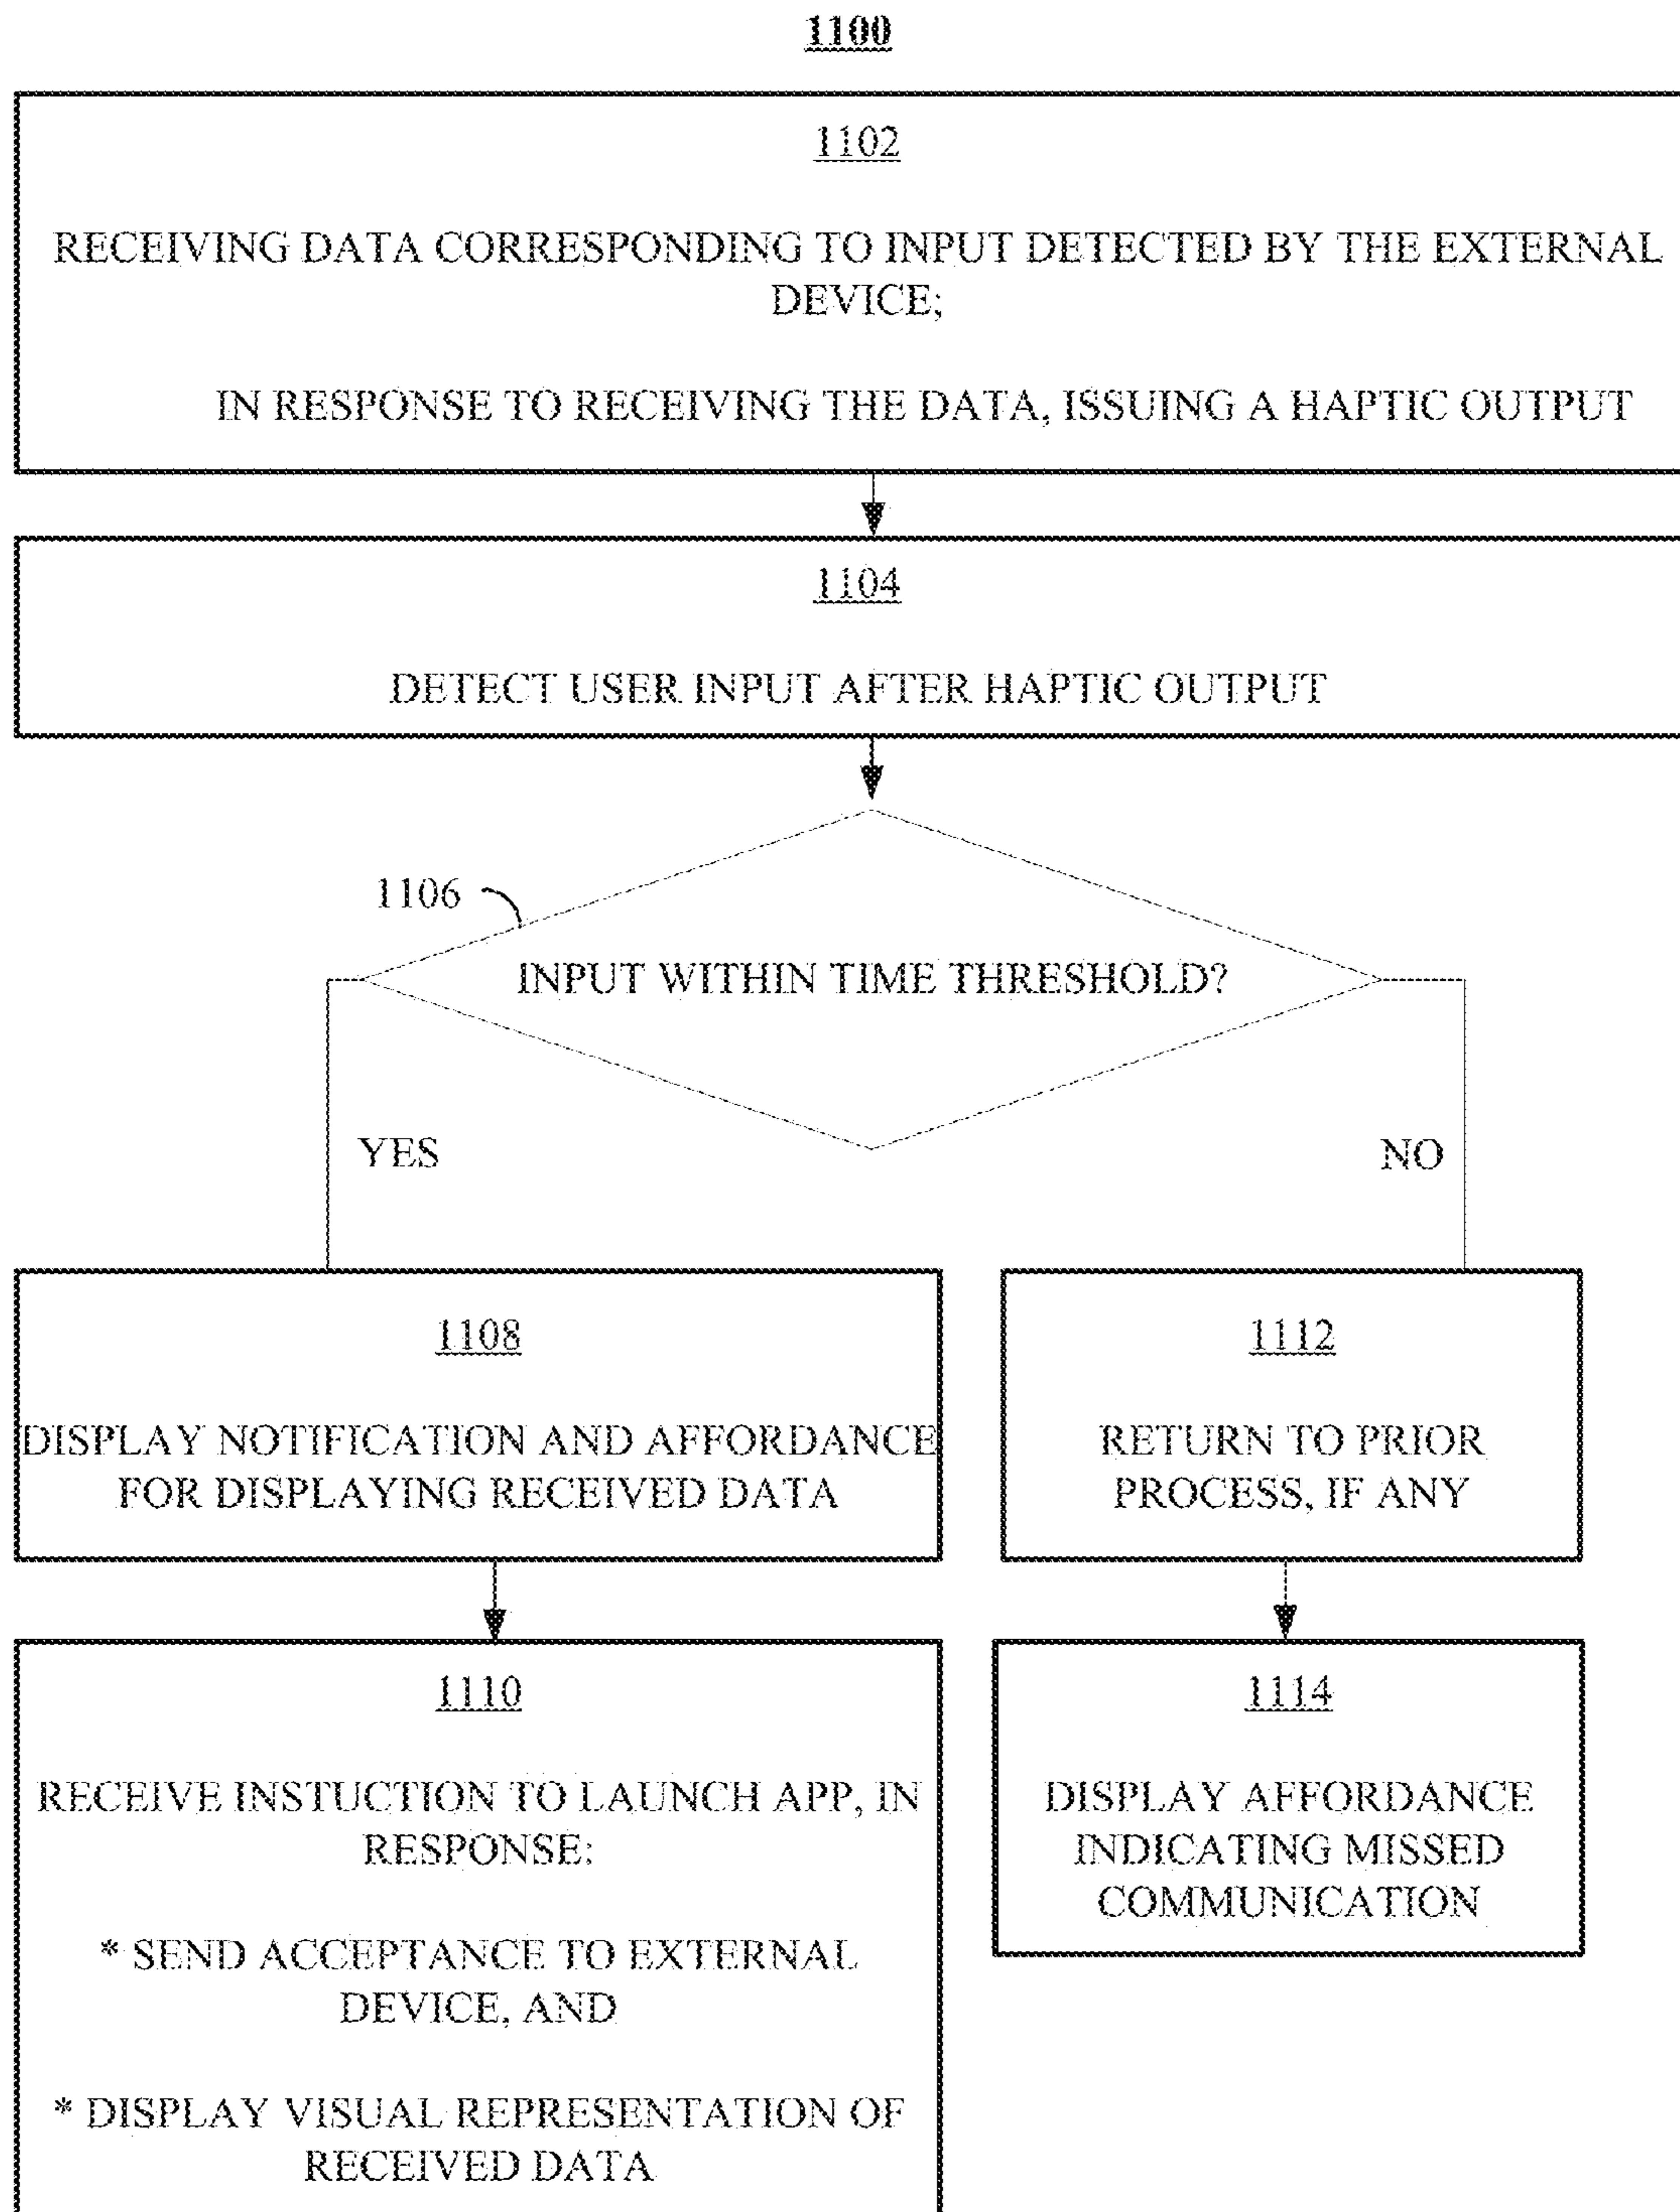 1100
1102
RECEIVING DATA CORRESPONDING TO INPUT DETECTED BY THE EXTERNAL
DEVICE;
IN RESPONSE TO RECEIVING THE DATA, ISSUING A HAPTIC OUTPUT
1104
DETECT USER INPUT AFTER HAPTIC OUTPUT
1106
INPUT WITHIN TIME THRESHOLD?
YES
NO
1108
DISPLAY NOTIFICATION AND AFFORDANCE
FOR DISPLAYING RECEIVED DATA
1112
RETURN TO PRIOR
PROCESS, IF ANY
1110
RECEIVE INSTUCTION TO LAUNCH APP, IN
RESPONSE:
* SEND ACCEPTANCE TO EXTERNAL
DEVICE, AND
* DISPLAY VISUAL REPRESENTATION OF
RECEIVED DATA
1114
DISPLAY AFFORDANCE
INDICATING MISSED
COMMUNICATION